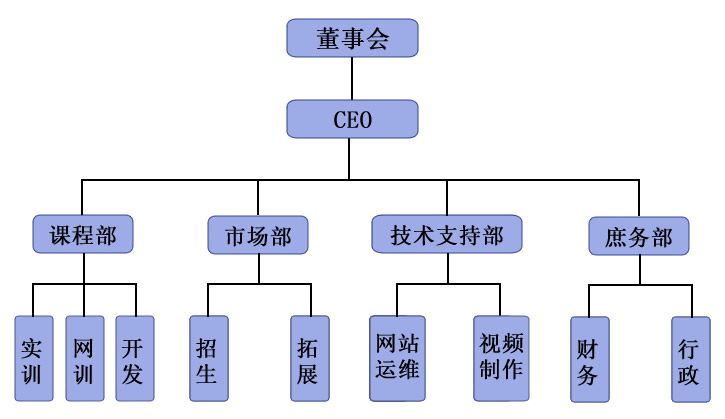 董事会
CEO
课程部
市场部
技术支持部
庶务部
实训
网训
开发
招生
拓展
网站
运维
视频
制作
财务
行政